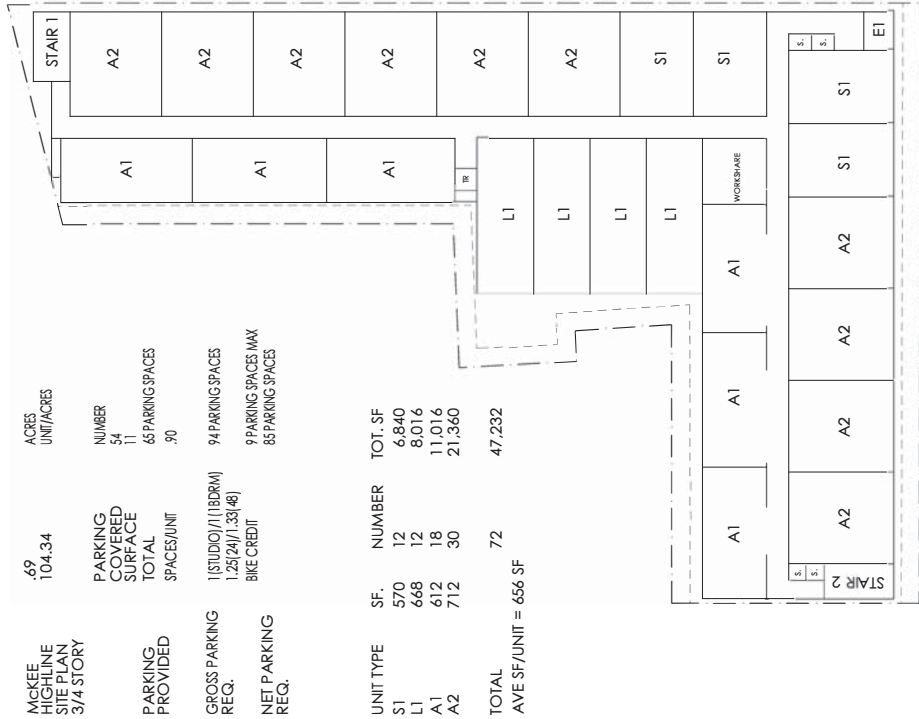 McKEE .69 ACRES
HIGHLINE 104.34 UNIT/ACRES
SITE PLAN
3/4 STORY
PARKING NUMBER
COVERED 54
SURFACE 11
PARKING TOTAL 65 PARKING SPACES
PROVIDED SPACES/UNIT .90
GROSS PARKING 1(STUDIO)/1(1BDRM) 94 PARKING SPACES
REQ. 1.25(24)/1.33(48)
NET PARKING BIKE CREDIT 9 PARKING SPACES MAX
REQ. 85 PARKING SPACES
UNIT TYPE SF. NUMBER TOT. SF
S1 570 12 6,840
L1 668 12 8,016
A1 612 18 11,016
A2 712 30 21,360
TOTAL 72 47,232
AVE SF/UNIT = 656 SF
STAIR 1
A2
A2
A2
A2
A2
A2
S1
S1
A1
A1
A1
TR
L1
L1
L1
L1
WORKSHARE
A1
A1
A1
S.
S.
E1
S1
S1
A2
A2
A2
A2
S.
S.
STAIR 2